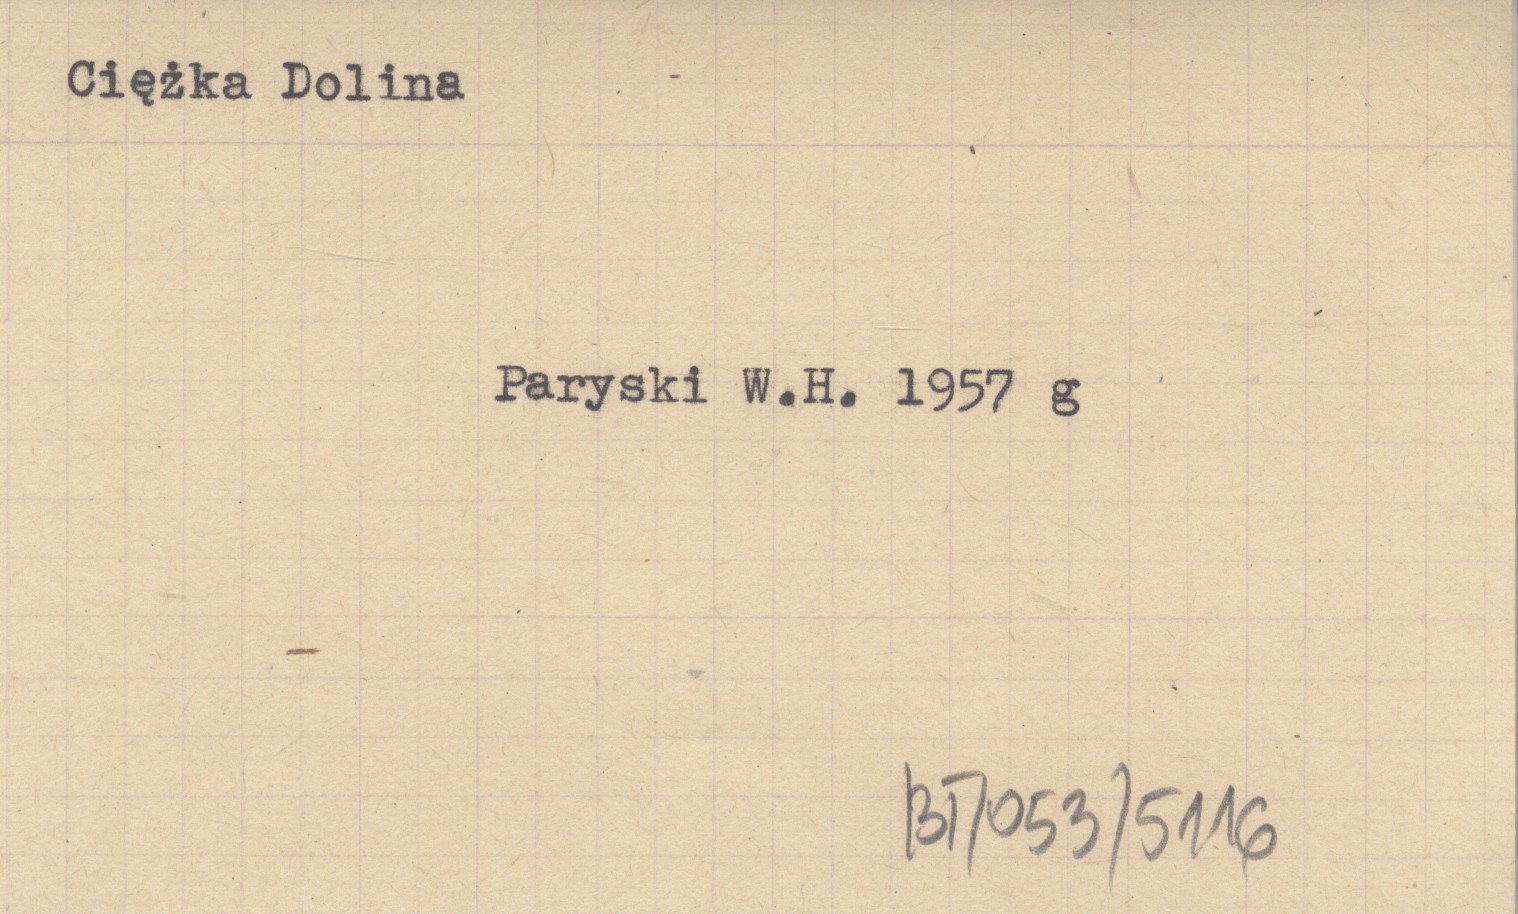 Ciężka Dolina
Paryski W.H. 1957 g
BT/053/5116